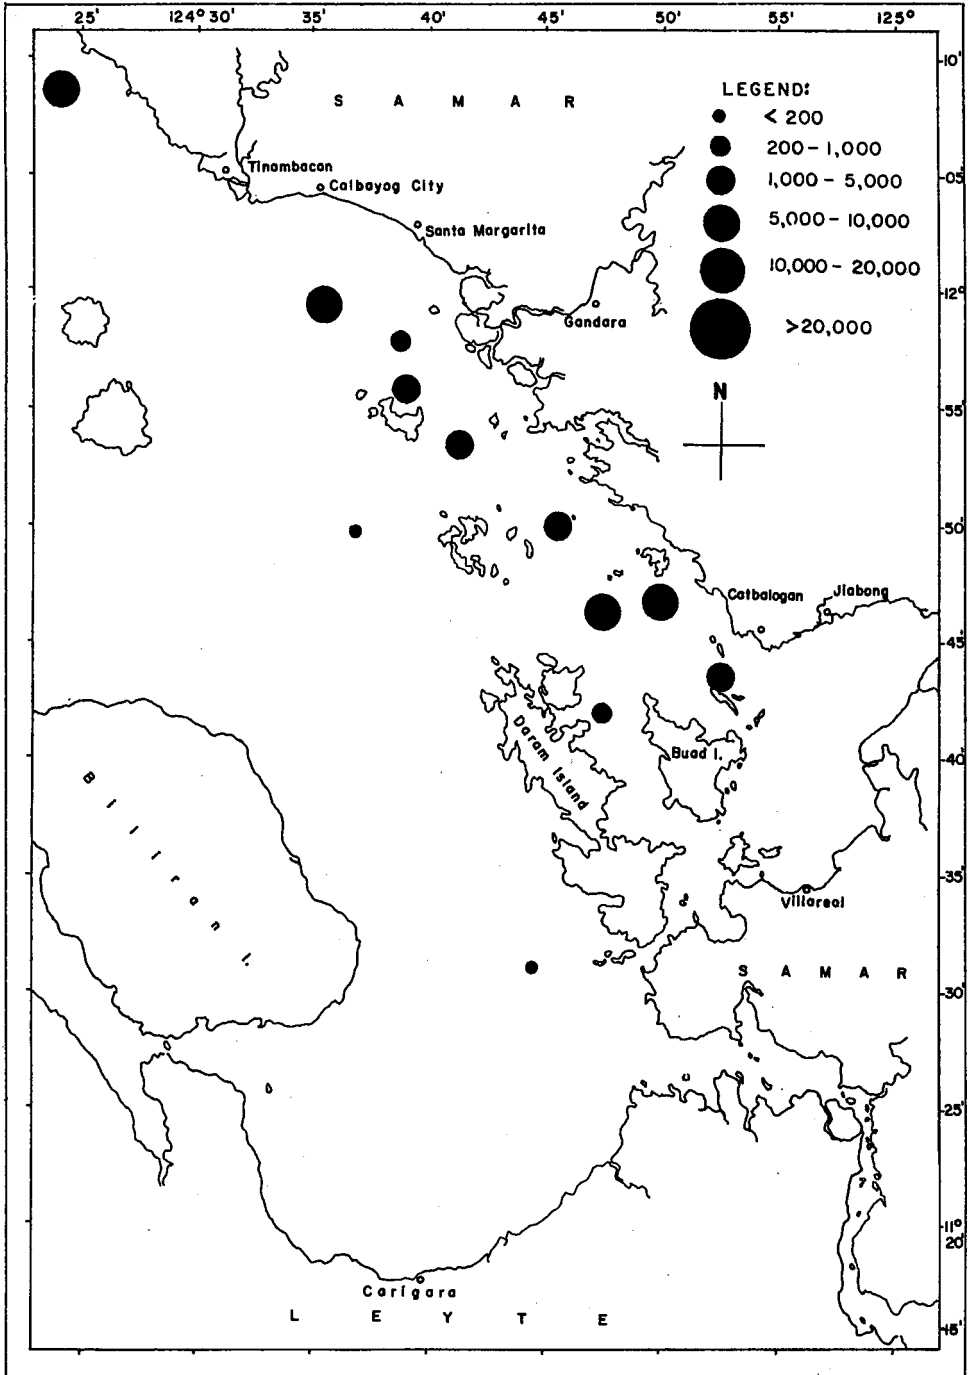 25' 124°30' 35' 40' 45' 50' 55' 125°
10'
S A M A R
LEGEND:
< 200
200 - 1,000
1,000 - 5,000
5,000 - 10,000
10,000 - 20,000
>20,000
N
Tinambacan
Calbayog City
Santa Margarita
05'
12°
Gandara
55'
50'
Catbalogan
Jiabong
45'
Daram Island
Buad I.
40'
Biliran I.
35'
Villareal
S A M A R
30'
25'
11°
20'
Carigara
L E Y T E
15'